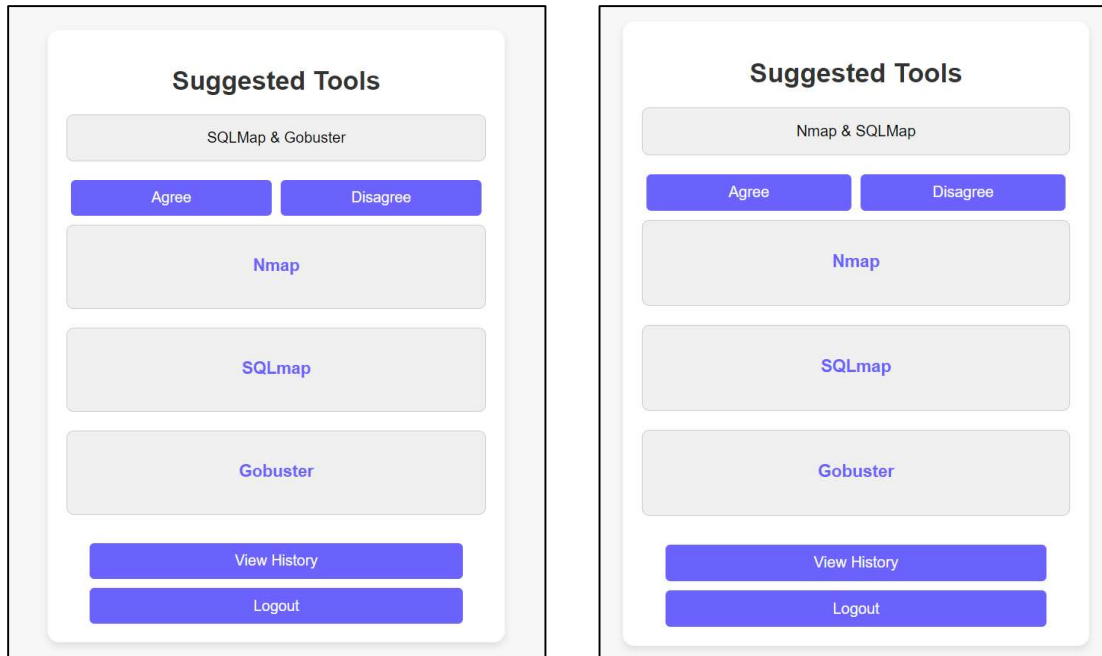 Suggested Tools
SQLMap & Gobuster
Agree Disagree
Nmap
SQLmap
Gobuster
View History
Logout
Suggested Tools
Nmap & SQLMap
Agree Disagree
Nmap
SQLmap
Gobuster
View History
Logout